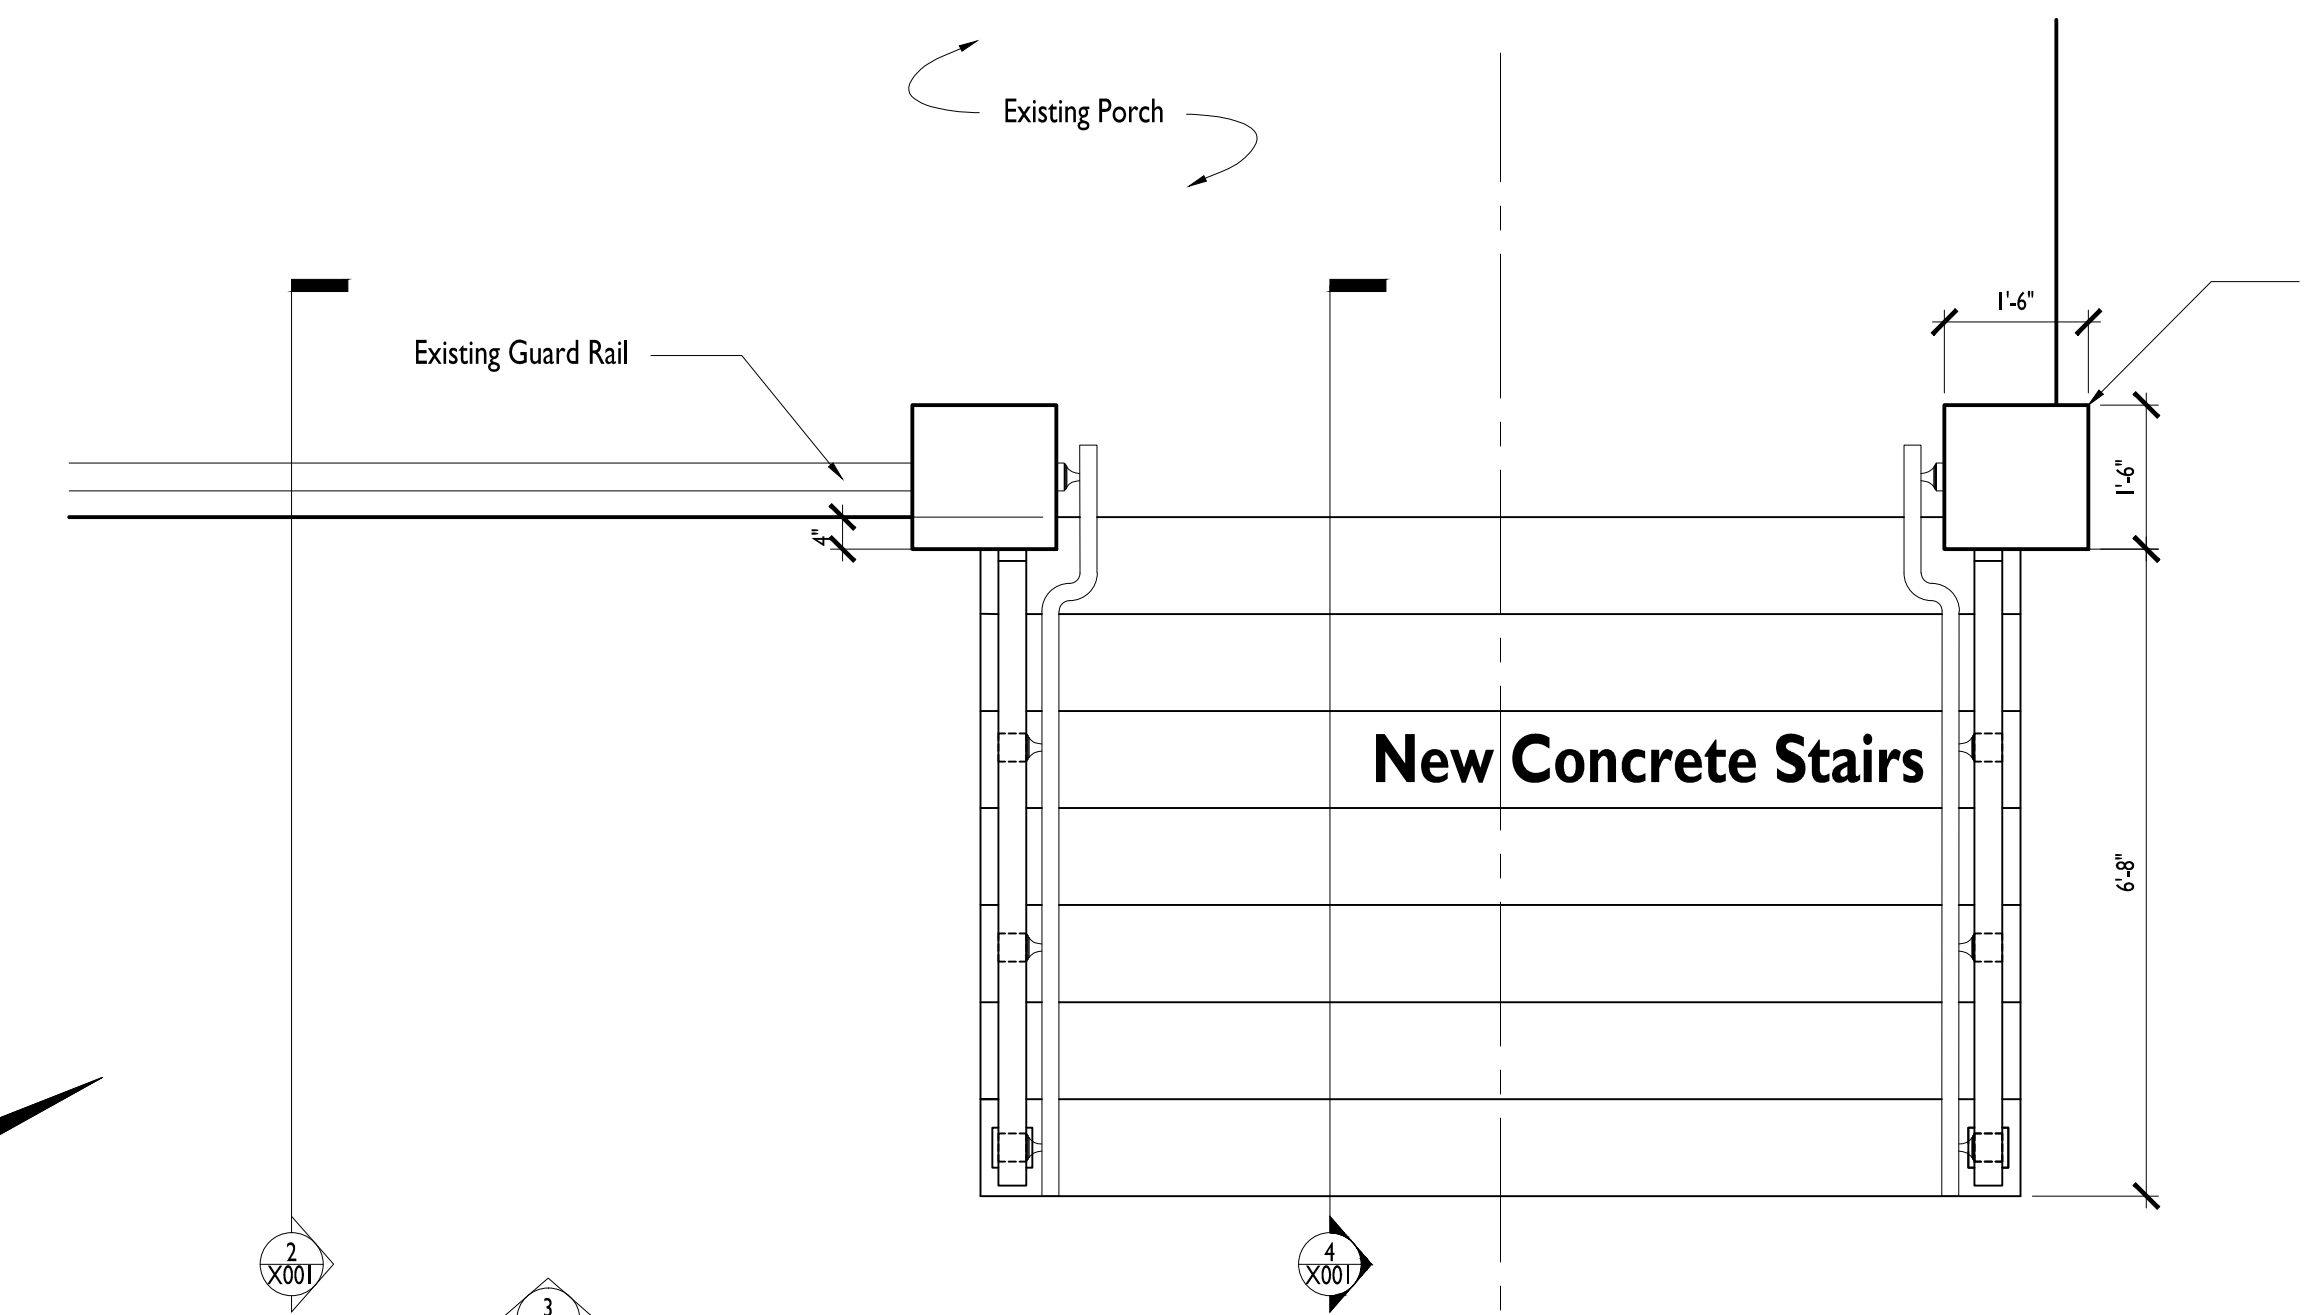 Existing Porch
1'-6"
Existing Guard Rail
1'-6"
4"
New Concrete Stairs
6'-8"
2
X001
4
X001
3